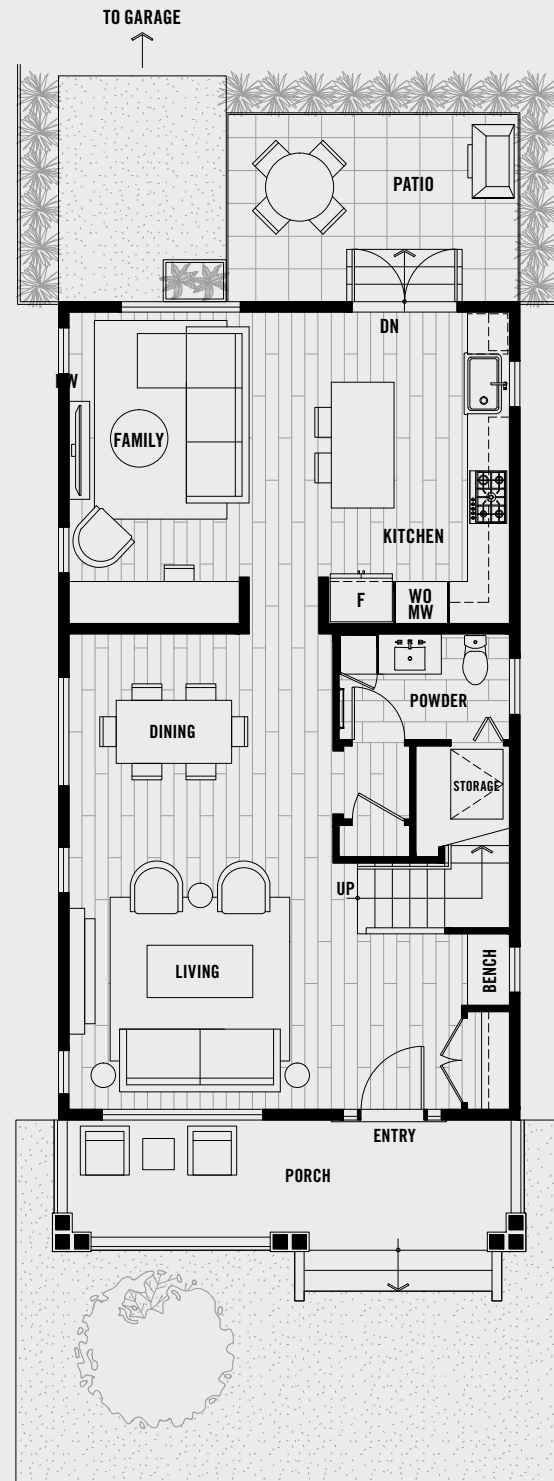 TO GARAGE
PATIO
DN
FAMILY
KITCHEN
F
WO
MW
POWDER
DINING
STORAGE
UP
LIVING
BENCH
ENTRY
PORCH